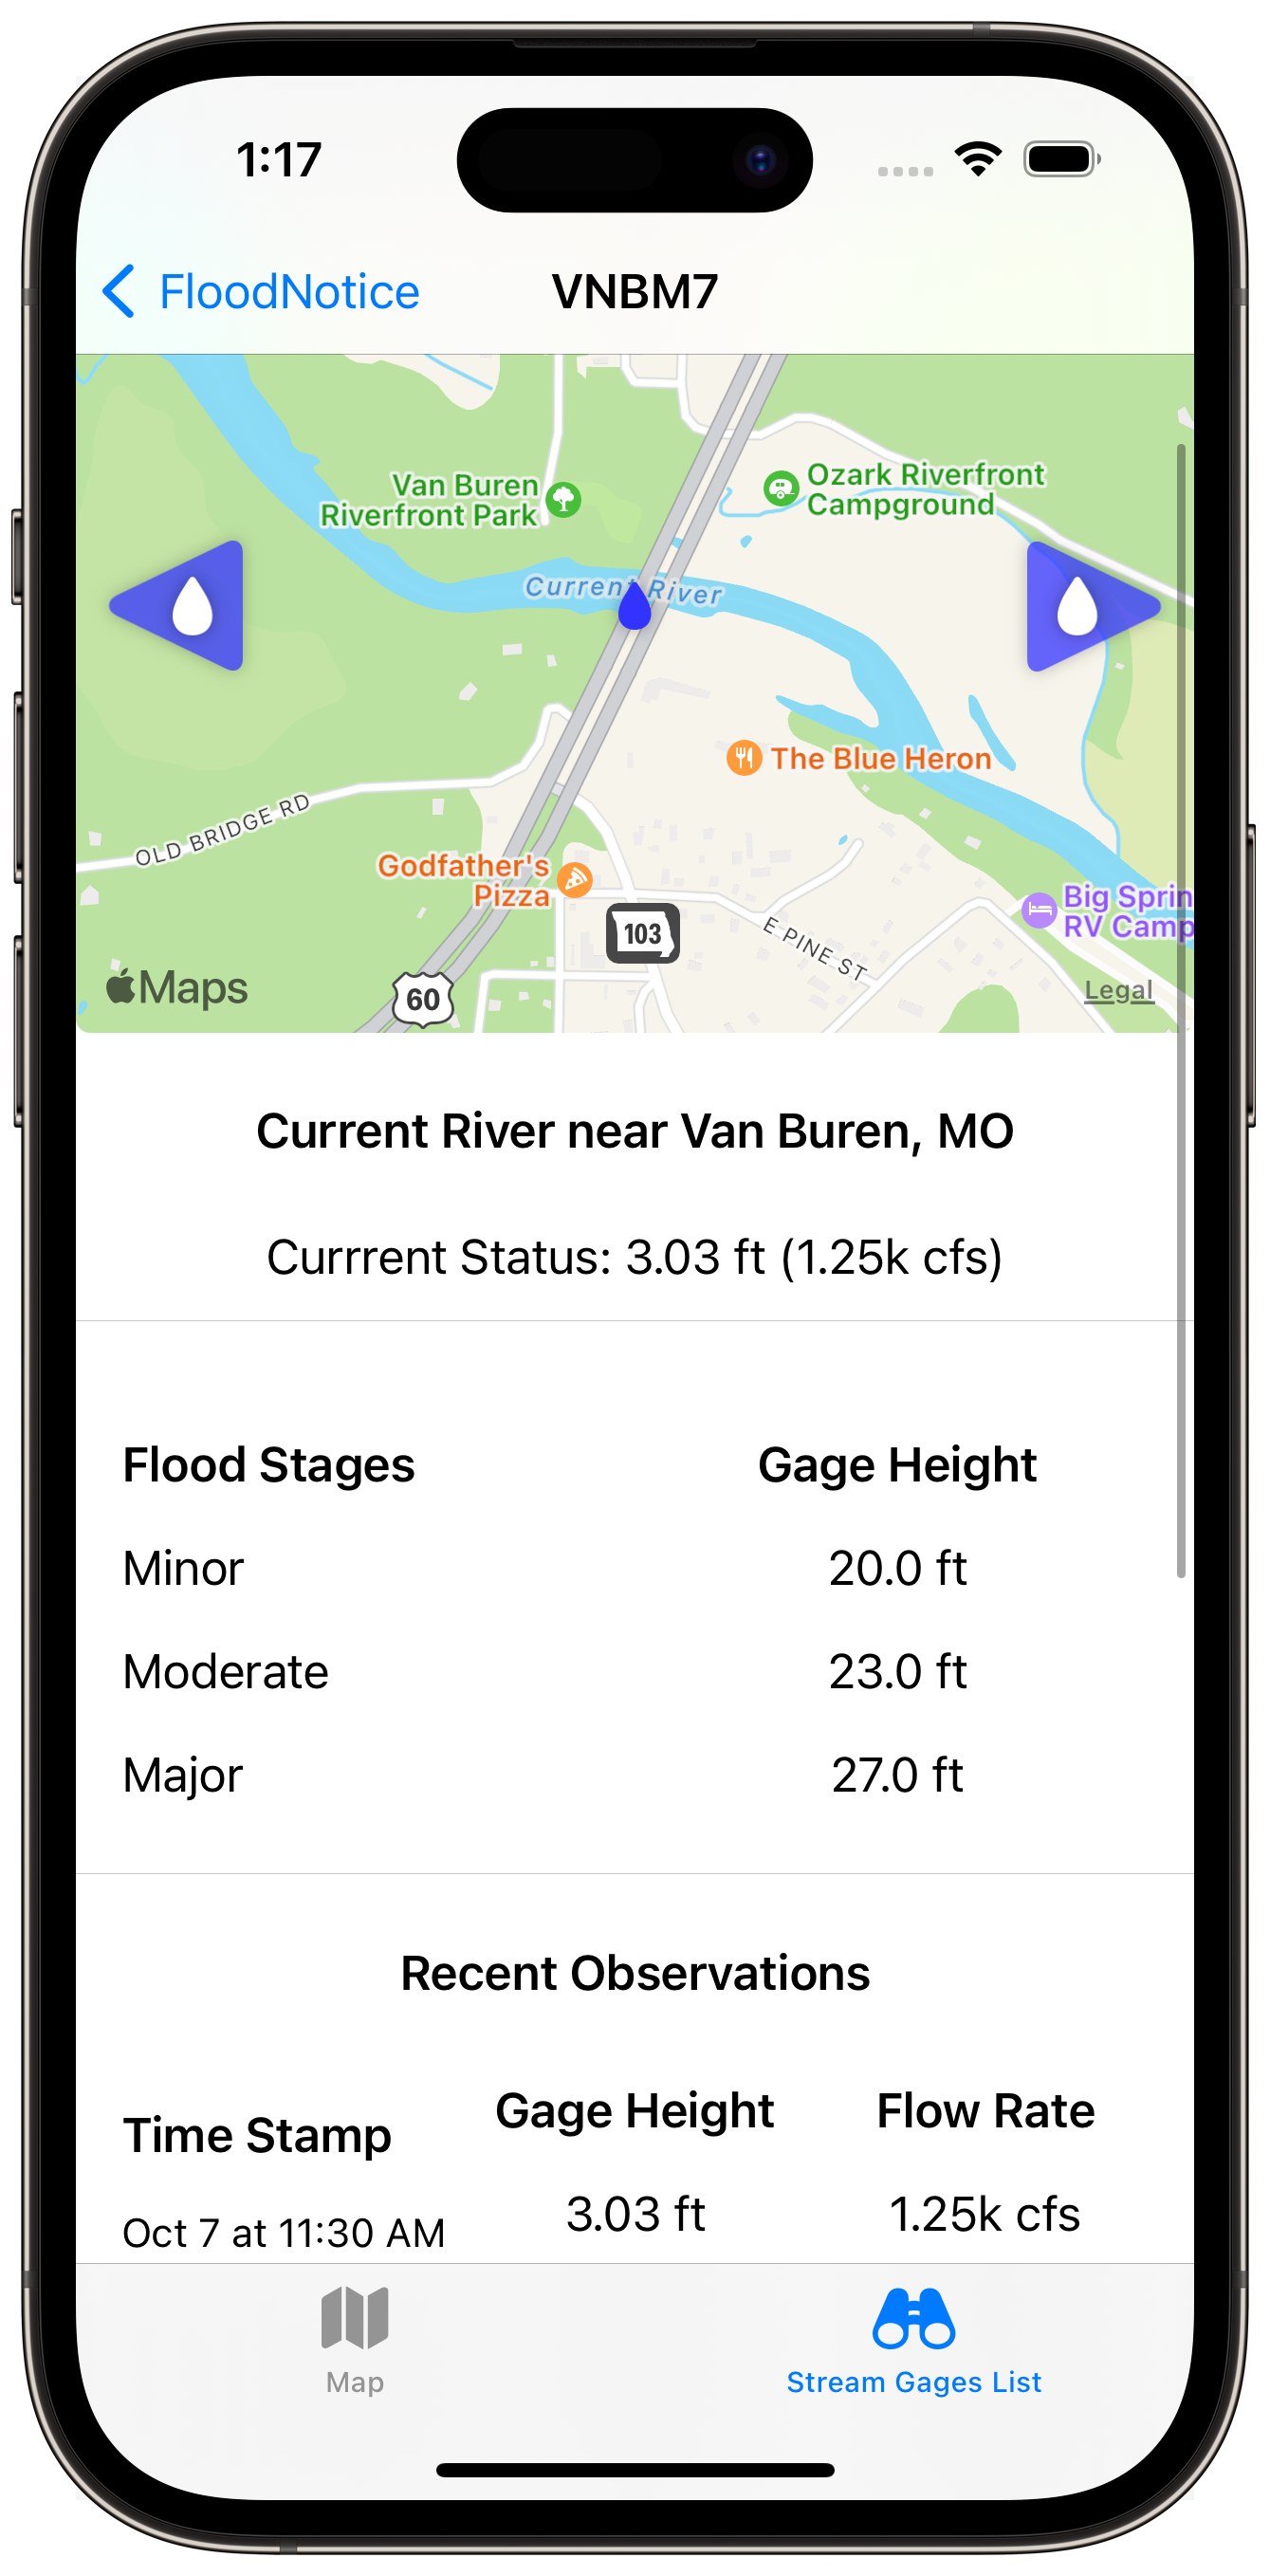 1:17
FloodNotice
VNBM7
Van Buren
Riverfront Park
Ozark Riverfront
Campground
Current River
The Blue Heron
OLD BRIDGE RD
Godfather's
Pizza
103
E PINE ST
Big Sprin
RV Camp
Maps
60
Legal
Current River near Van Buren, MO
Currrent Status: 3.03 ft (1.25k cfs)
Flood Stages Gage Height
Minor 20.0 ft
Moderate 23.0 ft
Major 27.0 ft
Recent Observations
Time Stamp Gage Height Flow Rate
Oct 7 at 11:30 AM 3.03 ft 1.25k cfs
Map
Stream Gages List